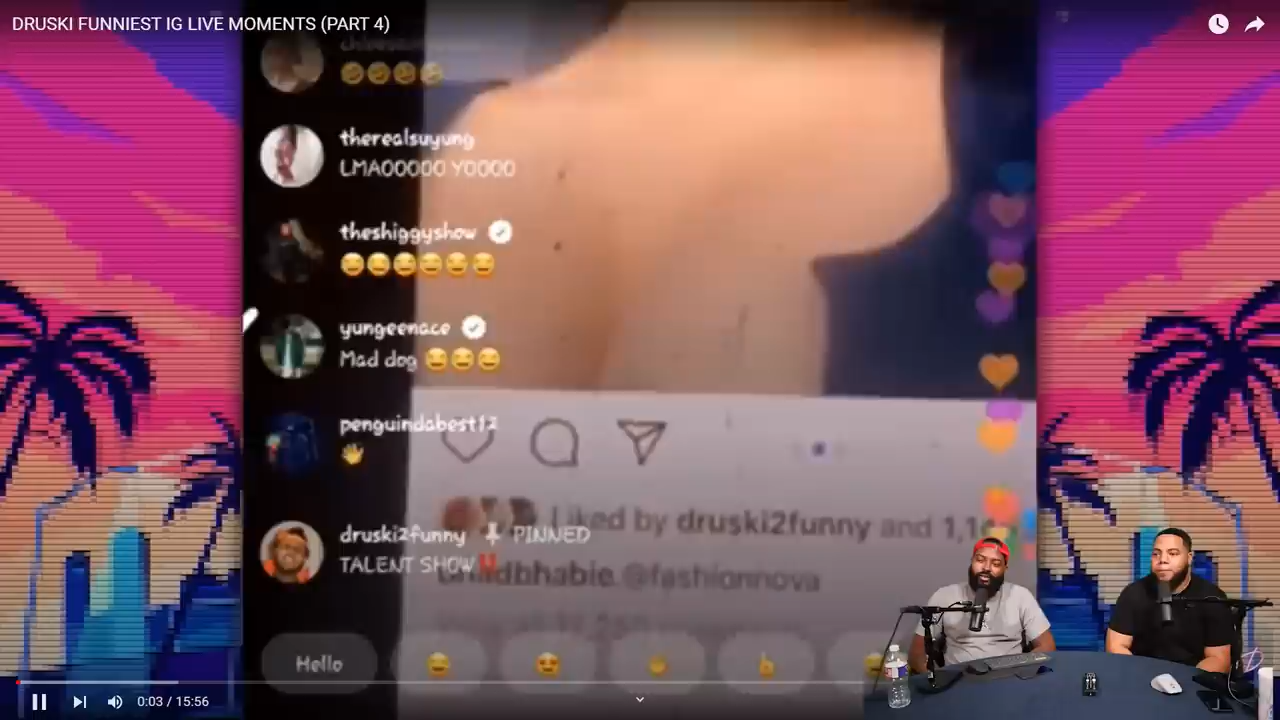 DRUSKI FUNNIEST IG LIVE MOMENTS (PART 4)
therealsuyung
LMAOOOOO YOOOO
theshiggyshow
😂😂😂😂😂😂
yungeenace
Mad dog 😂😂😂
penguindabest12
👋
druski2funny PINNED
TALENT SHOW‼️
Liked by druski2funny and
@fashionnova
Hello
0:03 / 15:56